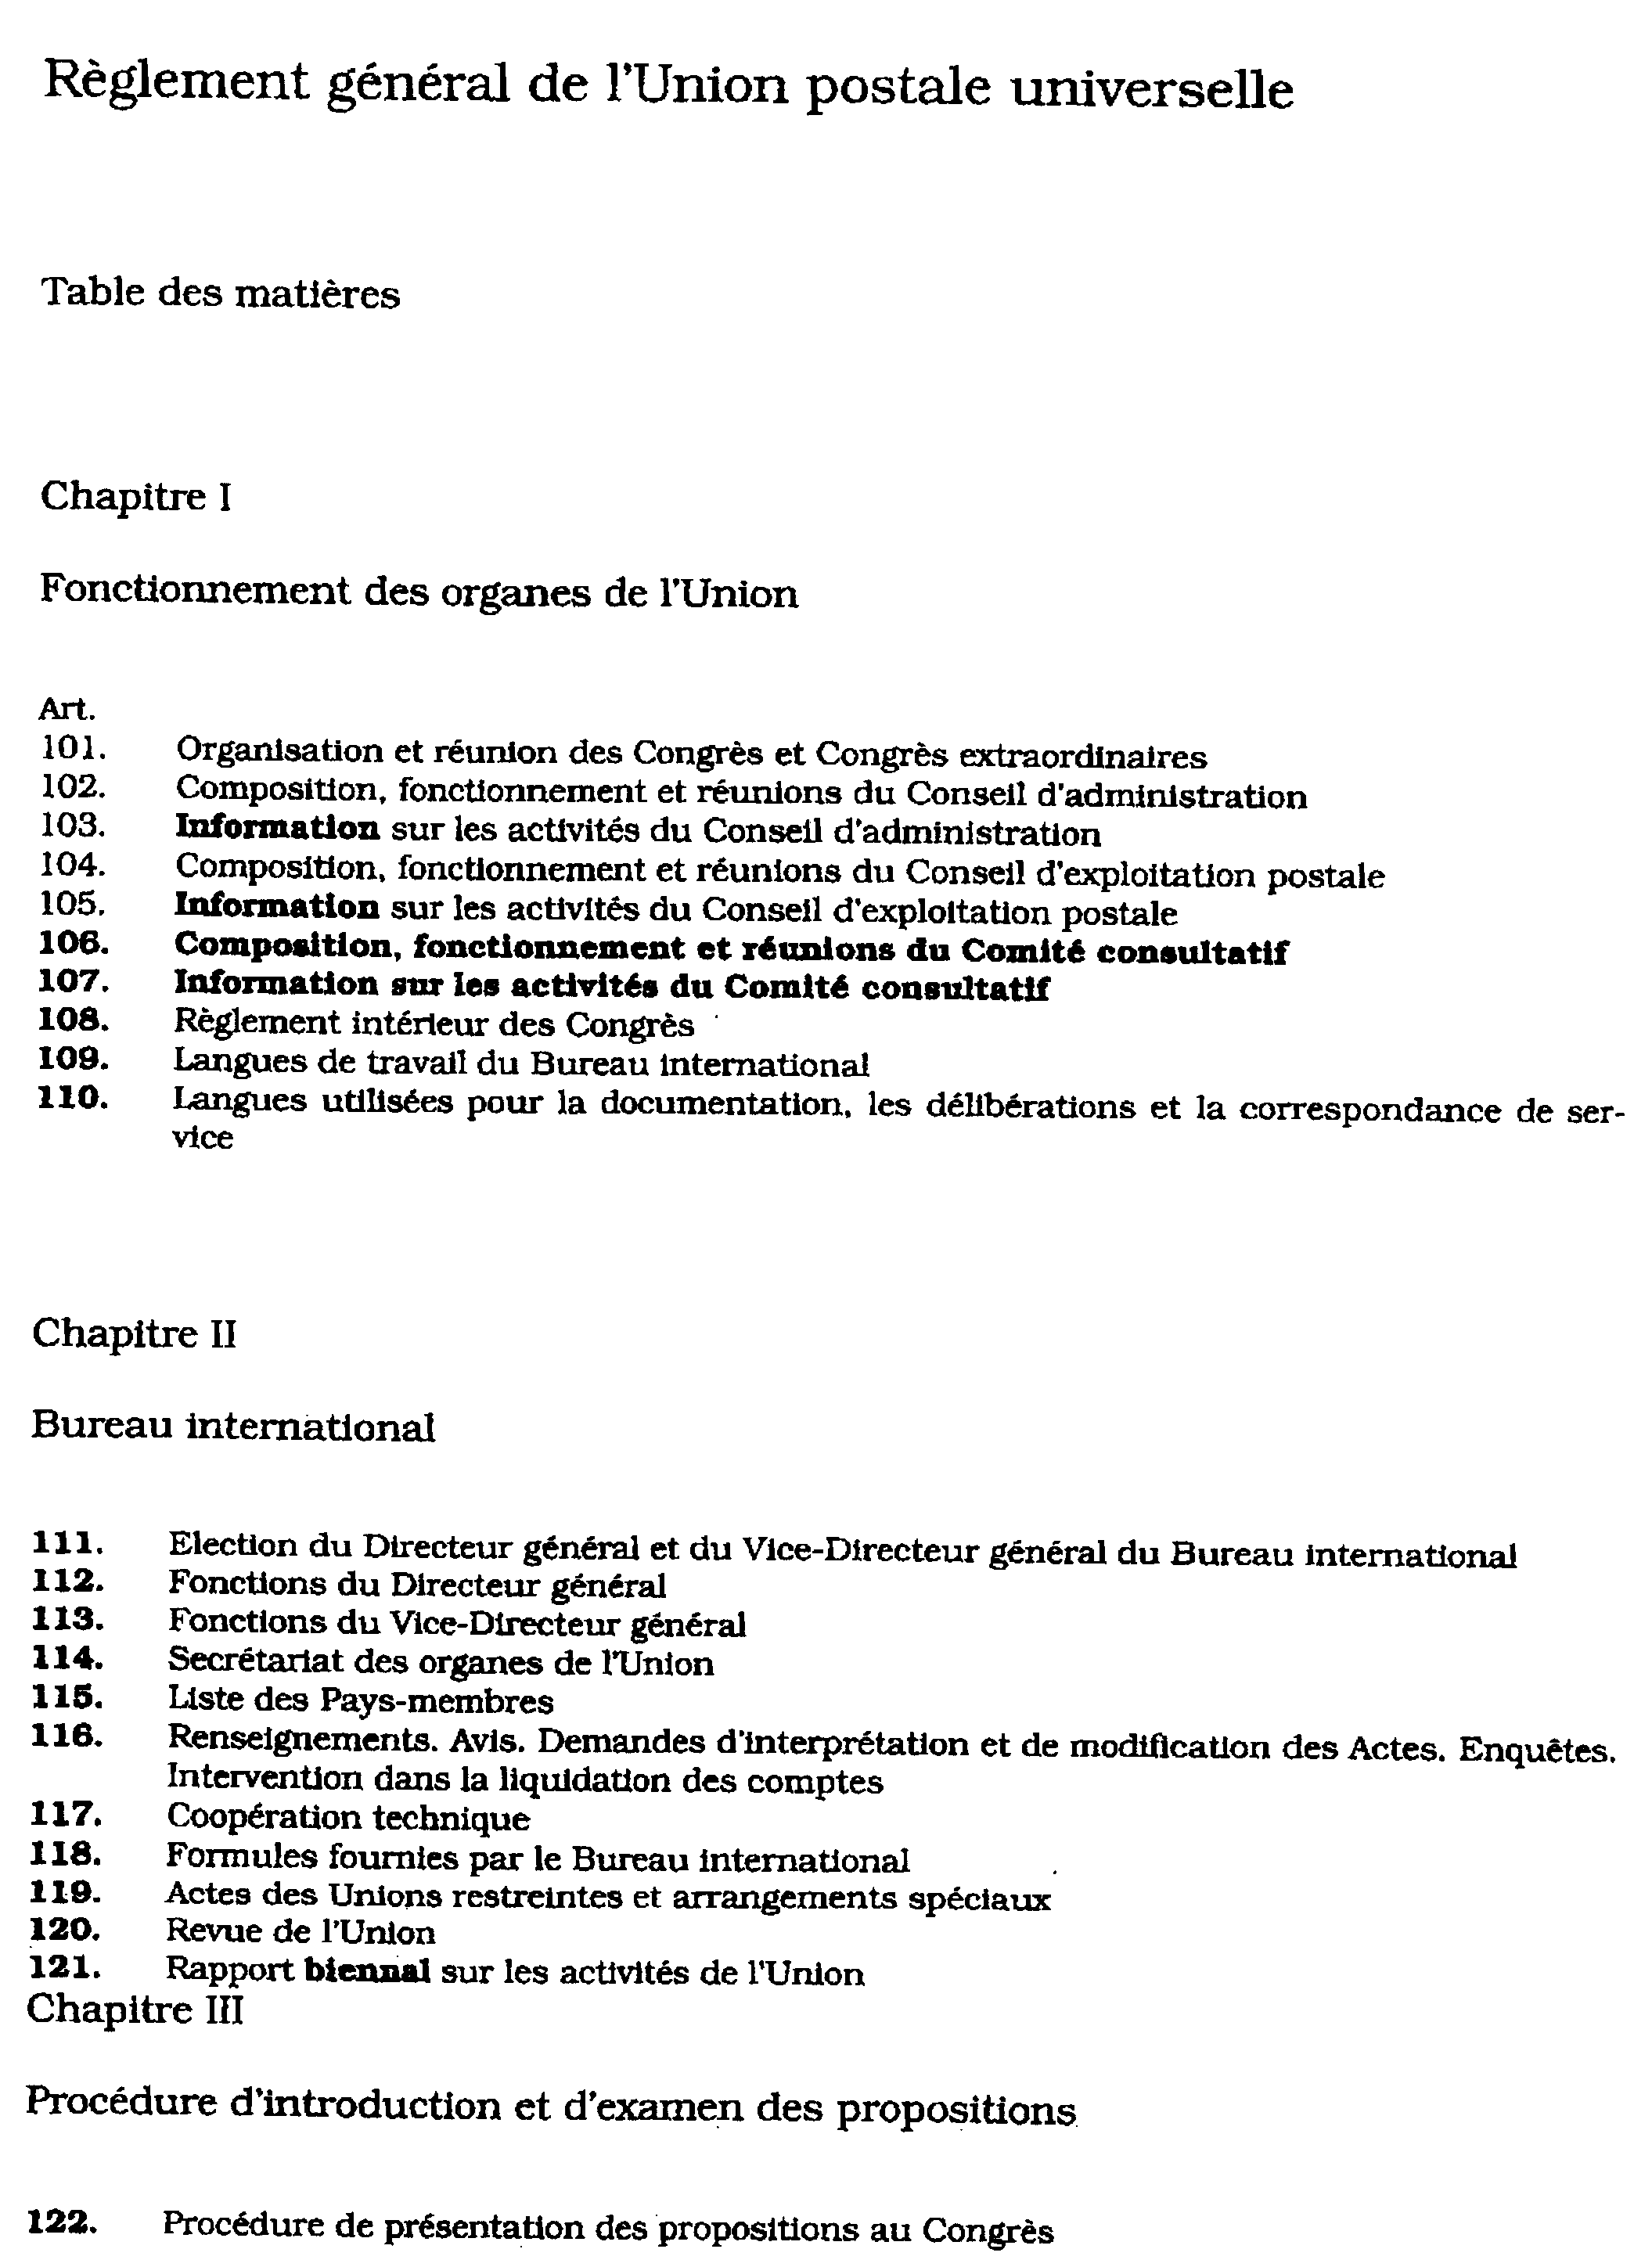 Règlement général de l'Union postale universelle
Table des matières
Chapitre I
Fonctionnement des organes de l'Union
Art.
101. Organisation et réunion des Congrès et Congrès extraordinaires
102. Composition, fonctionnement et réunions du Conseil d'administration
103. Information sur les activités du Conseil d'administration
104. Composition, fonctionnement et réunions du Conseil d'exploitation postale
105. Information sur les activités du Conseil d'exploitation postale
106. Composition, fonctionnement et réunions du Comité consultatif
107. Information sur les activités du Comité consultatif
108. Règlement intérieur des Congrès
109. Langues de travail du Bureau international
110. Langues utilisées pour la documentation, les délibérations et la correspondance de ser-
vice
Chapitre II
Bureau international
111. Election du Directeur général et du Vice-Directeur général du Bureau international
112. Fonctions du Directeur général
113. Fonctions du Vice-Directeur général
114. Secrétariat des organes de l'Union
115. Liste des Pays-membres
116. Renseignements. Avis. Demandes d'interprétation et de modification des Actes. Enquêtes.
Intervention dans la liquidation des comptes
117. Coopération technique
118. Formules fournies par le Bureau international
119. Actes des Unions restreintes et arrangements spéciaux
120. Revue de l'Union
121. Rapport biennal sur les activités de l'Union
Chapitre III
Procédure d'introduction et d'examen des propositions
122. Procédure de présentation des propositions au Congrès